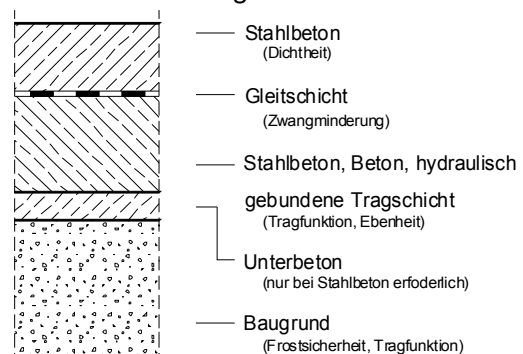 Stahlbeton
(Dichtheit)
Gleitschicht
(Zwangminderung)
Stahlbeton, Beton, hydraulisch
gebundene Tragschicht
(Tragfunktion, Ebenheit)
Unterbeton
(nur bei Stahlbeton erfoderlich)
Baugrund
(Frostsicherheit, Tragfunktion)